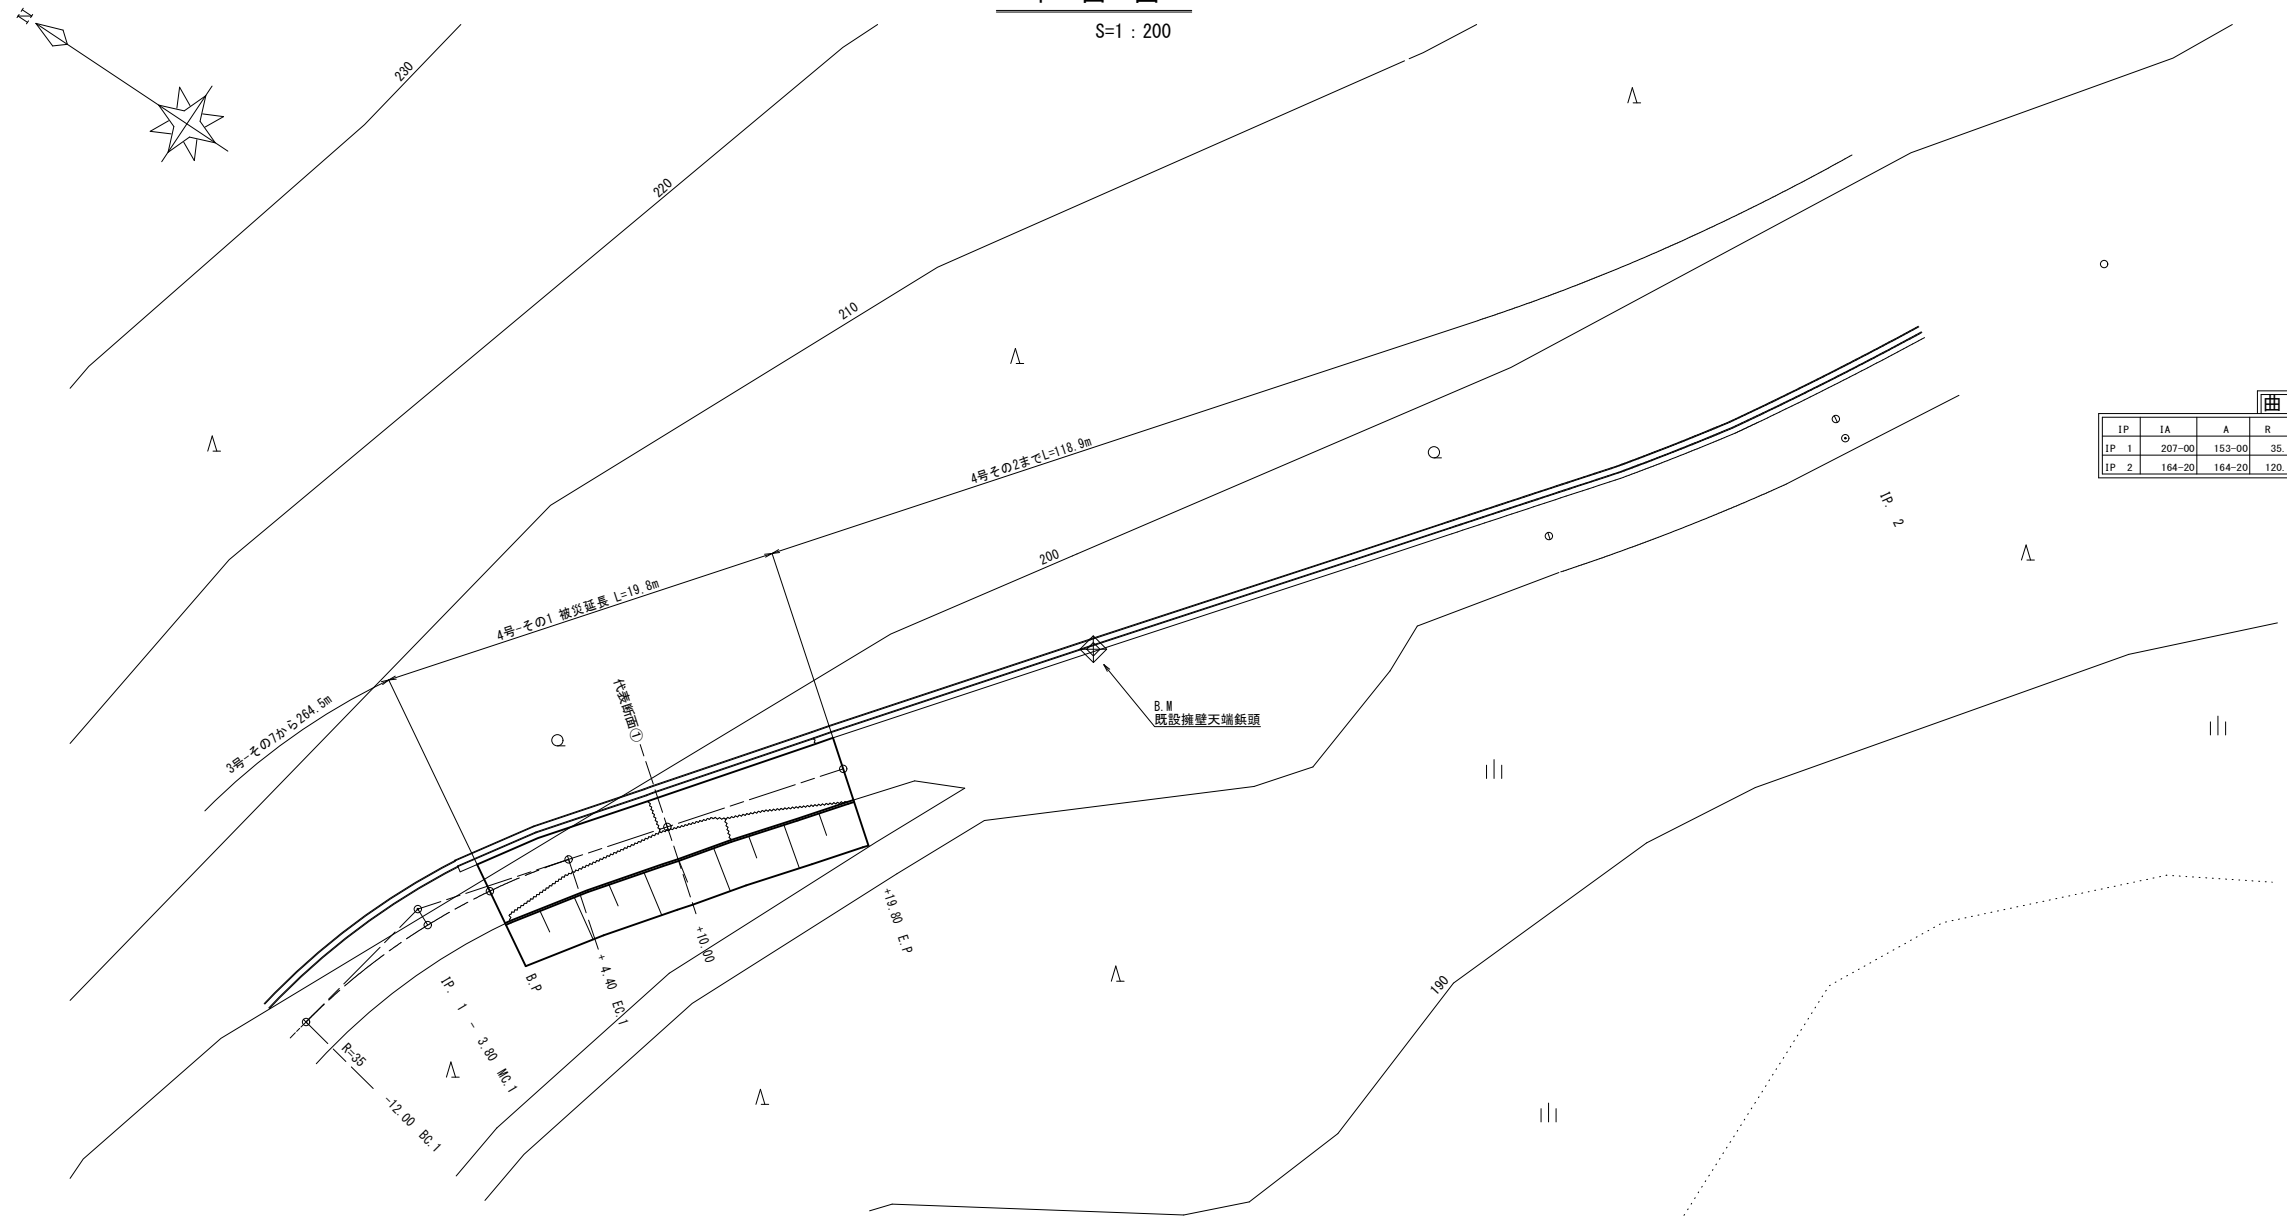 S=1：200
N
230
220
210
4号その2までL=118.9m
200
4号-その1 被災延長 L=19.8m
3号-その7から264.5m
代表断面①
B.M
既設擁壁天端鋲頭
IP. 2
曲
IP IA A R
IP 1 207-00 153-00 35.
IP 2 164-20 164-20 120.
+19.80 E.P
+10.00
+ 4.40 EC.1
B.P
IP. 1 - 3.80 MC.1
R=35
-12.00 BC.1
190